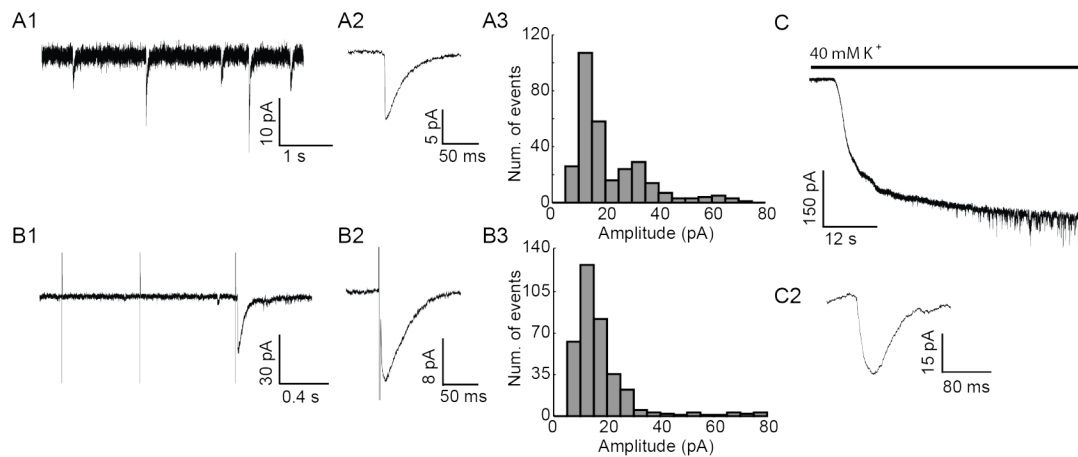 A1
10 pA
1 s
A2
5 pA
50 ms
A3
Num. of events
120
80
40
0
0 20 40 60 80
Amplitude (pA)
C
40 mM K⁺
150 pA
12 s
B1
30 pA
0.4 s
B2
8 pA
50 ms
B3
Num. of events
140
105
70
35
0
0 20 40 60 80
Amplitude (pA)
C2
15 pA
80 ms